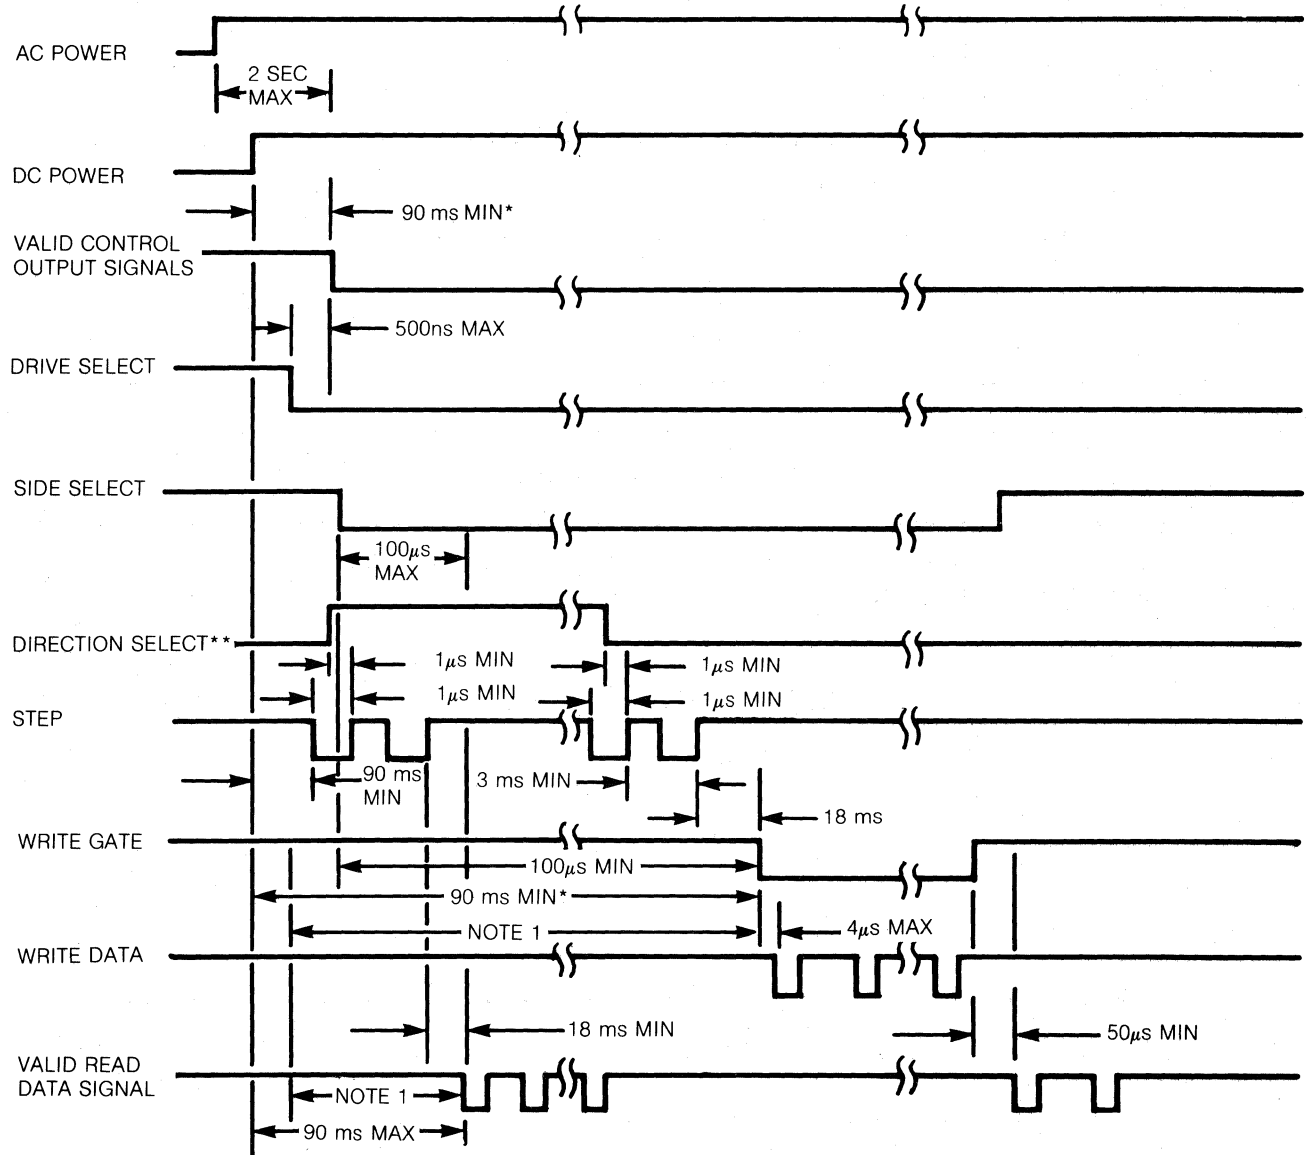 AC POWER
2 SEC
MAX
DC POWER
90 ms MIN*
VALID CONTROL
OUTPUT SIGNALS
500ns MAX
DRIVE SELECT
SIDE SELECT
100µs
MAX
DIRECTION SELECT**
1µs MIN
1µs MIN
1µs MIN
1µs MIN
STEP
90 ms
MIN
3 ms MIN
18 ms
WRITE GATE
100µs MIN
90 ms MIN*
NOTE 1
4µs MAX
WRITE DATA
18 ms MIN
50µs MIN
VALID READ
DATA SIGNAL
NOTE 1
90 ms MAX